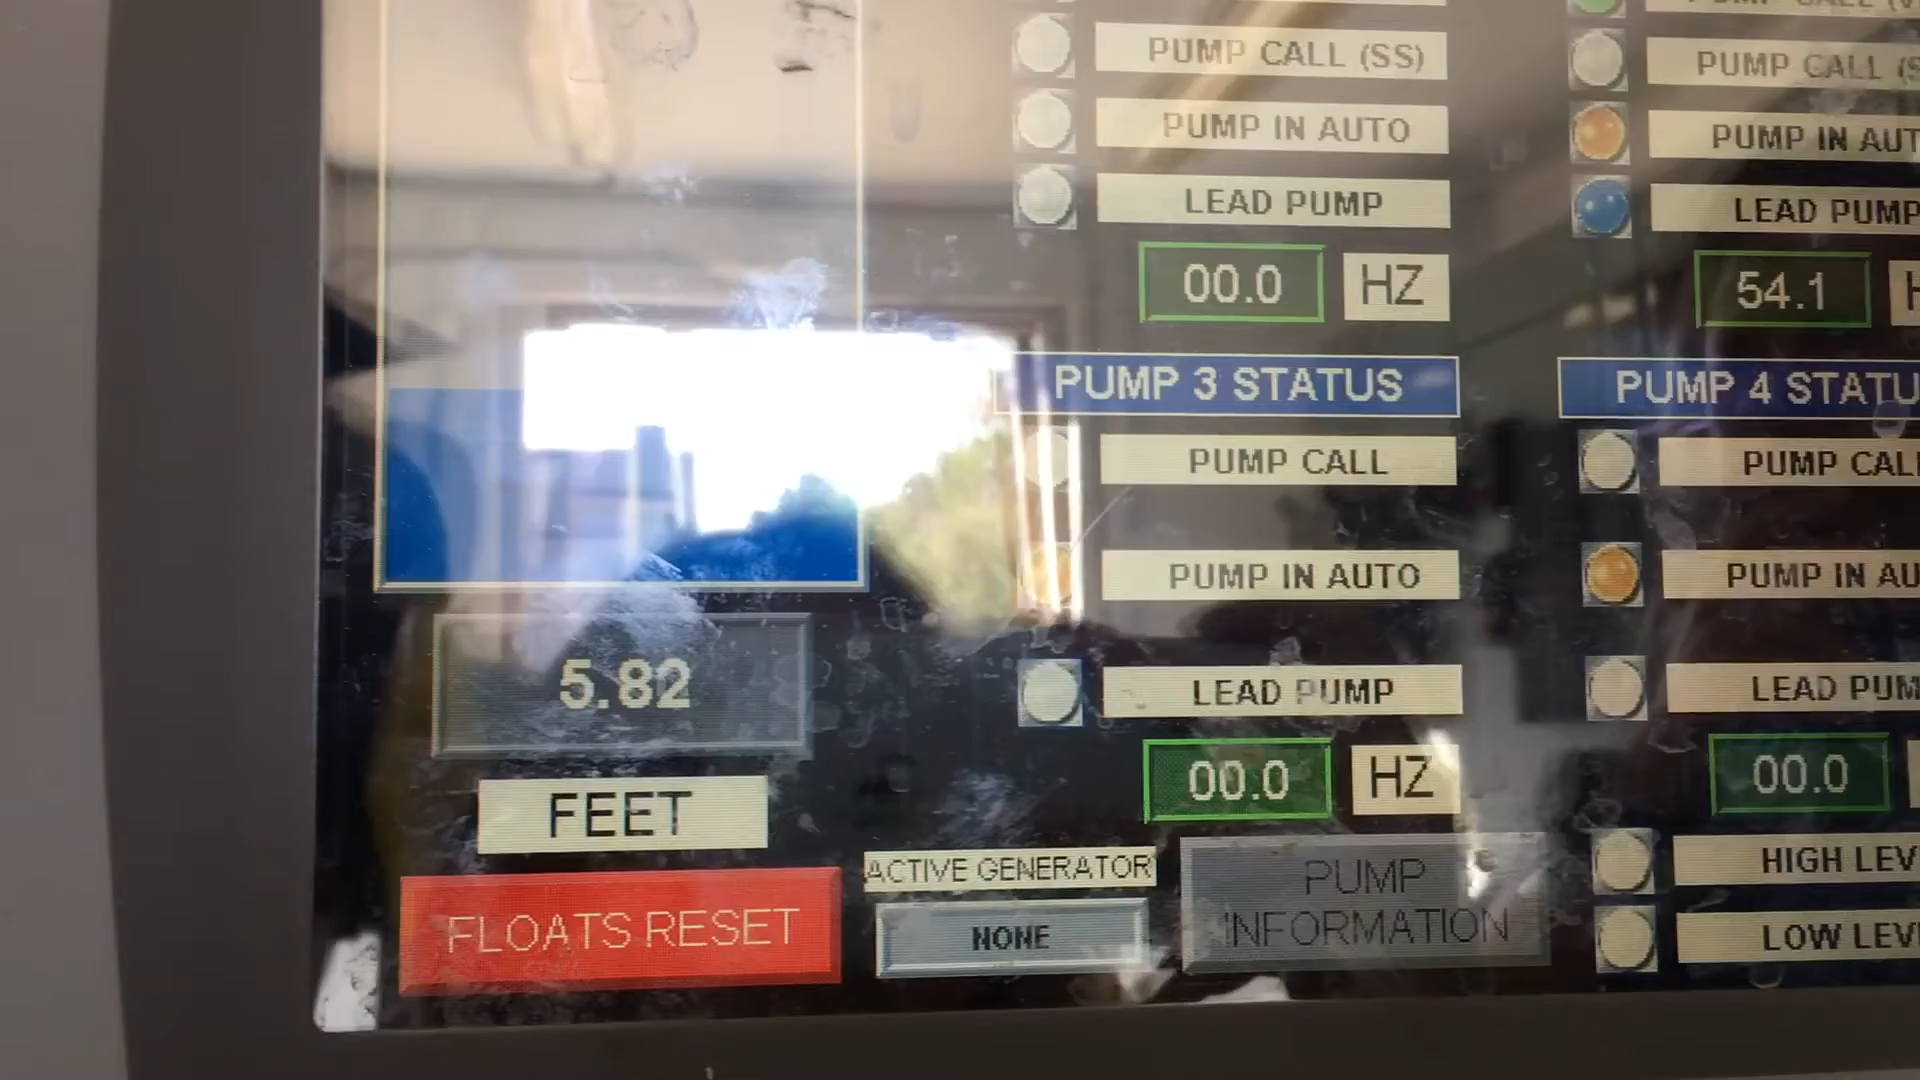 PUMP CALL (SS)
PUMP CALL (S
PUMP IN AUTO
PUMP IN AUT
LEAD PUMP
LEAD PUMP
00.0 HZ
54.1 H
PUMP 3 STATUS
PUMP 4 STATU
PUMP CALL
PUMP CALL
PUMP IN AUTO
PUMP IN AU
LEAD PUMP
LEAD PUM
00.0 HZ
00.0
5.82
FEET
FLOATS RESET
ACTIVE GENERATOR
NONE
PUMP
INFORMATION
HIGH LEV
LOW LEV